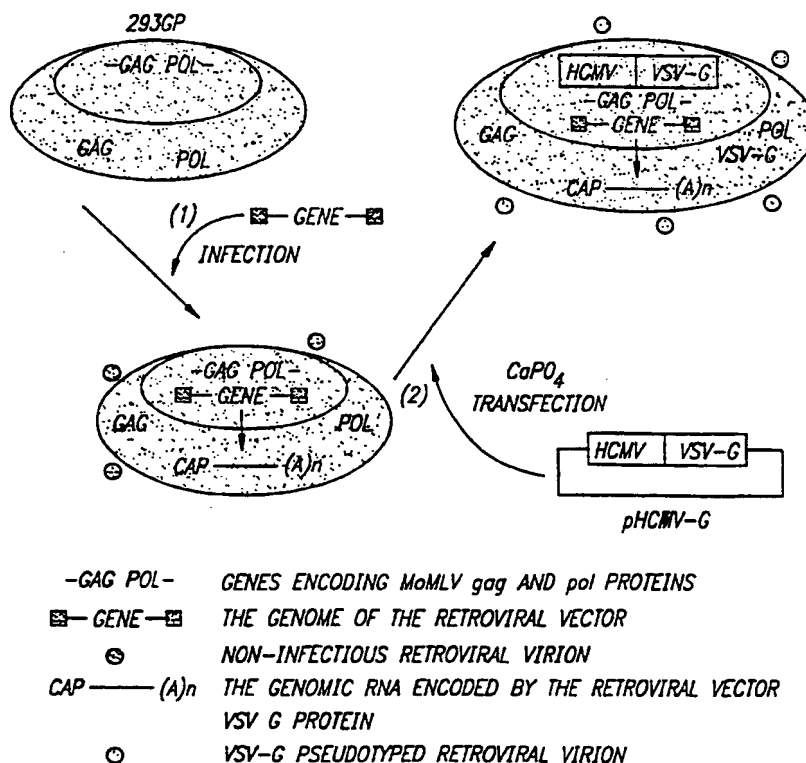 293GP
-GAG POL-
GAG POL
(1)
GENE
INFECTION
-GAG POL-
GENE
GAG POL
CAP (A)n
(2)
CaPO4
TRANSFECTION
HCMV VSV-G
pHCMV-G
HCMV VSV-G
-GAG POL-
GENE
GAG POL
VSV-G
CAP (A)n
-GAG POL- GENES ENCODING MoMLV gag AND pol PROTEINS
GENE THE GENOME OF THE RETROVIRAL VECTOR
NON-INFECTIOUS RETROVIRAL VIRION
CAP (A)n THE GENOMIC RNA ENCODED BY THE RETROVIRAL VECTOR
VSV G PROTEIN
VSV-G PSEUDOTYPED RETROVIRAL VIRION